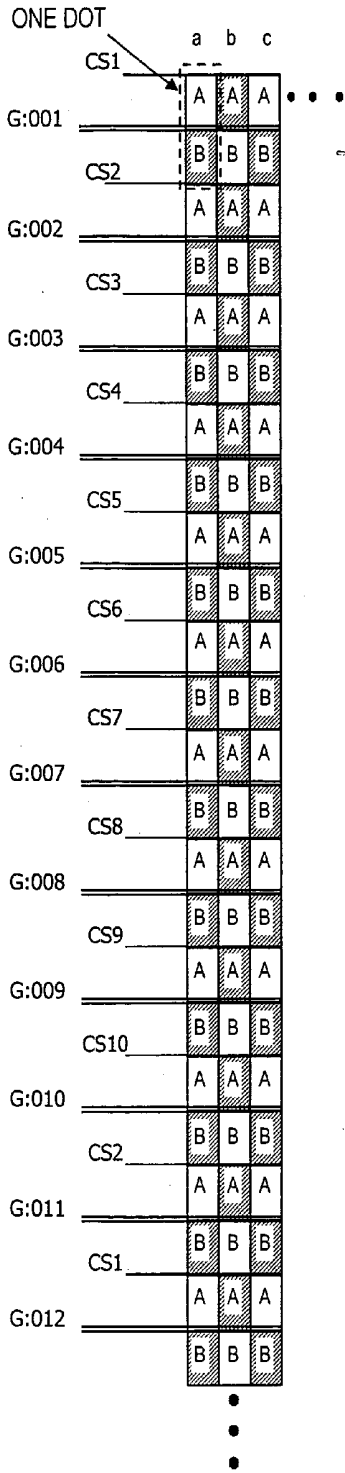 ONE DOT
a b c
CS1
A A A
G:001
B B B
CS2
A A A
G:002
B B B
CS3
A A A
G:003
B B B
CS4
A A A
G:004
B B B
CS5
A A A
G:005
B B B
CS6
A A A
G:006
B B B
CS7
A A A
G:007
B B B
CS8
A A A
G:008
B B B
CS9
A A A
G:009
B B B
CS10
A A A
G:010
B B B
CS2
A A A
G:011
B B B
CS1
A A A
G:012
B B B